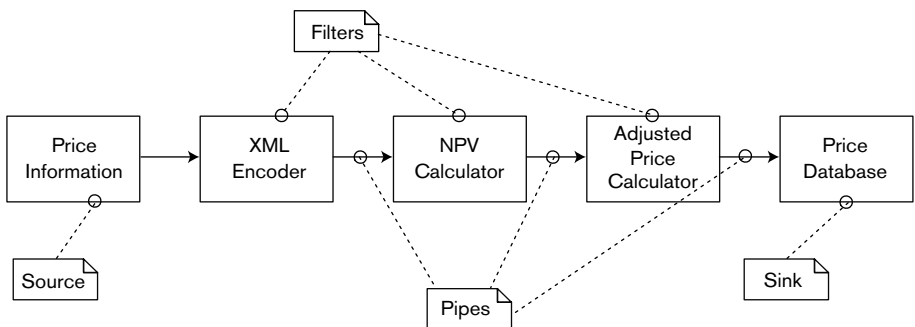 Filters
Price
Information
XML
Encoder
NPV
Calculator
Adjusted
Price
Calculator
Price
Database
Source
Pipes
Sink